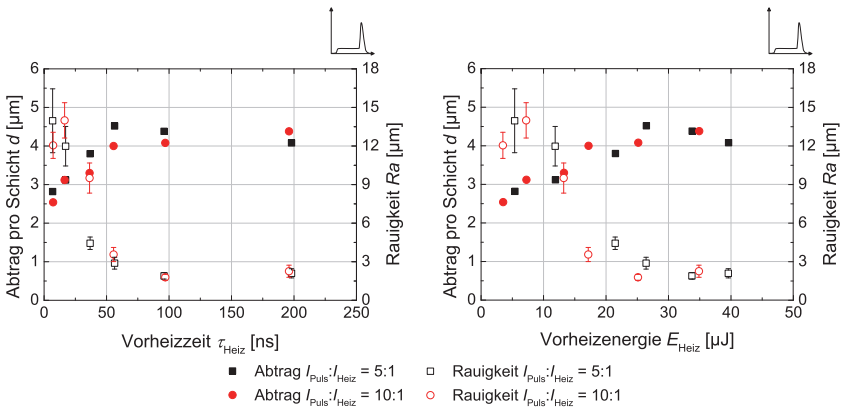 6
5
4
3
2
1
0
Abtrag pro Schicht d [µm]
18
15
12
9
6
3
0
Rauigkeit Ra [µm]
0 50 100 150 200 250
Vorheizzeit τHeiz [ns]
6
5
4
3
2
1
0
Abtrag pro Schicht d [µm]
18
15
12
9
6
3
0
Rauigkeit Ra [µm]
0 10 20 30 40 50
Vorheizenergie EHeiz [µJ]
Abtrag IPuls:IHeiz = 5:1 Rauigkeit IPuls:IHeiz = 5:1
Abtrag IPuls:IHeiz = 10:1 Rauigkeit IPuls:IHeiz = 10:1